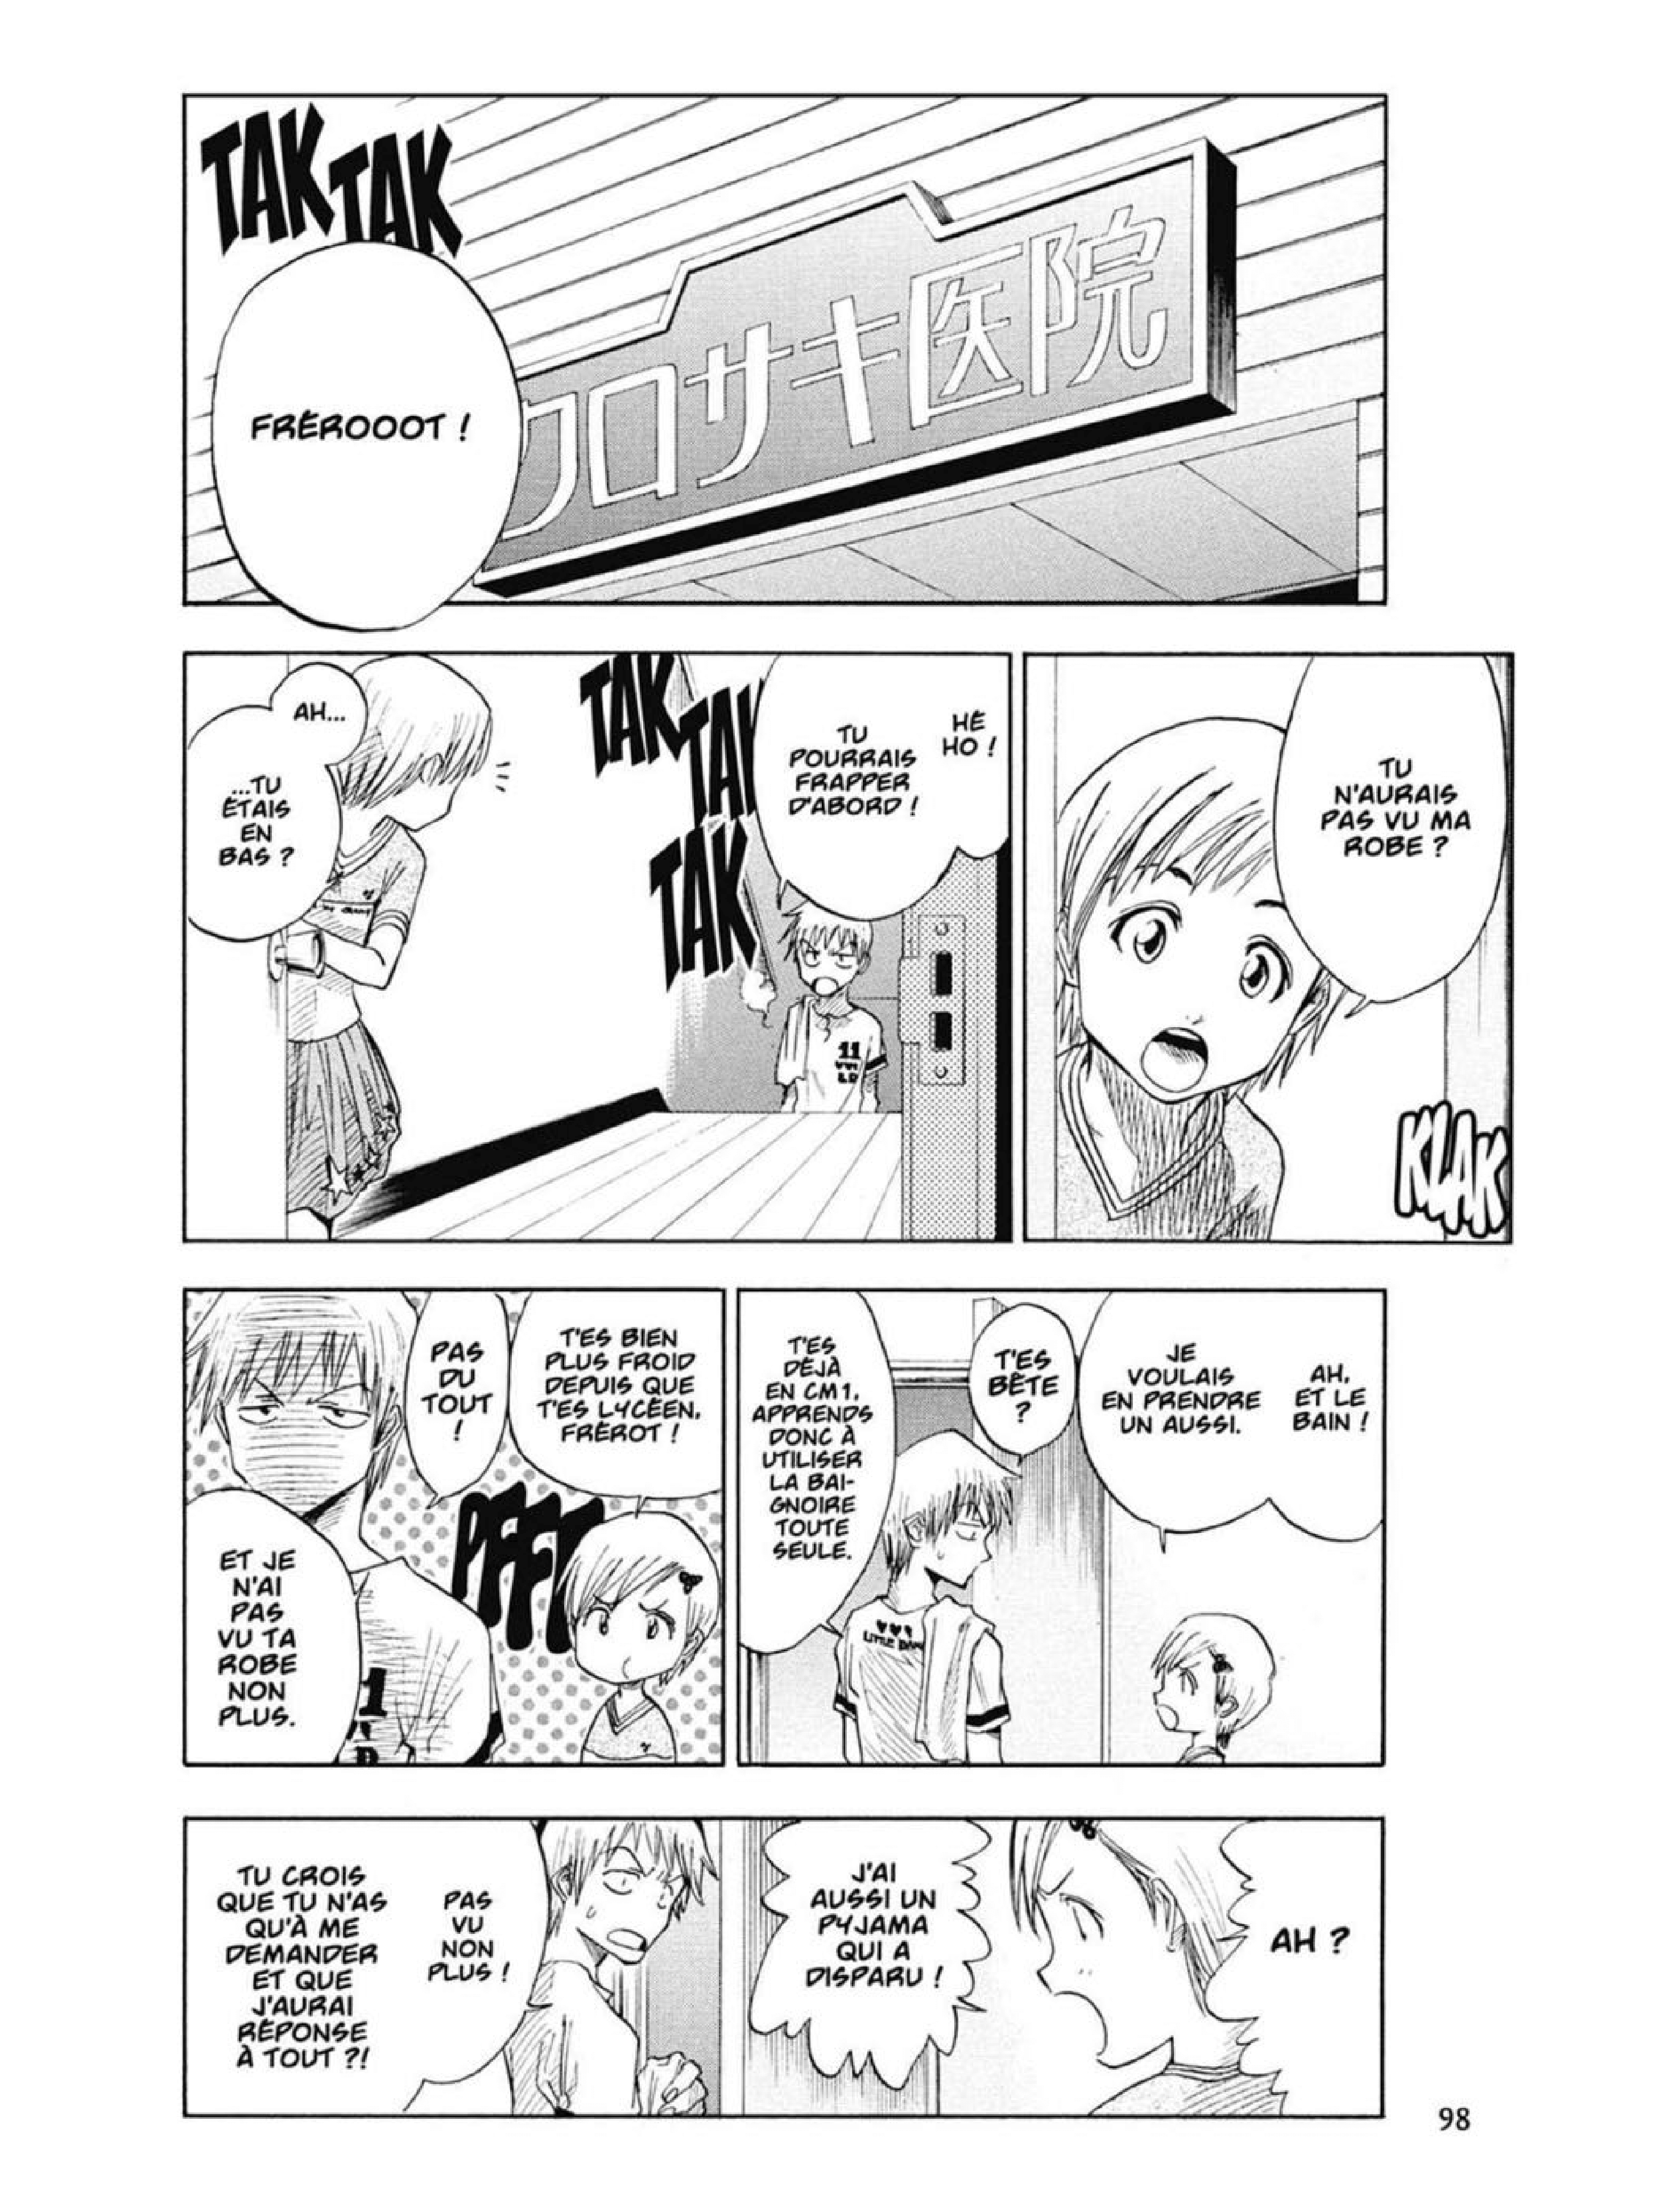 TAK TAK
FRÉROOOT !
クロサキ医院
TU
N'AURAIS
PAS VU MA
ROBE ?
KLAK
HÉ
HO !
TU
POURRAIS
FRAPPER
D'ABORD !
TAK
TAK
TAK
11
AH...
...TU
ÉTAIS
EN
BAS ?
AH,
ET LE
BAIN !
JE
VOULAIS
EN PRENDRE
UN AUSSI.
T'ES
BÊTE
?
T'ES
DÉJÀ
EN CM1,
APPRENDS
DONC À
UTILISER
LA BAI-
GNOIRE
TOUTE
SEULE.
T'ES BIEN
PLUS FROID
DEPUIS QUE
T'ES LYCÉEN,
FRÉROT !
PFFT
PAS
DU
TOUT
!
ET JE
N'AI
PAS
VU TA
ROBE
NON
PLUS.
AH ?
J'AI
AUSSI UN
PYJAMA
QUI A
DISPARU !
PAS
VU
NON
PLUS !
TU CROIS
QUE TU N'AS
QU'À ME
DEMANDER
ET QUE
J'AURAI
RÉPONSE
À TOUT ?!
98